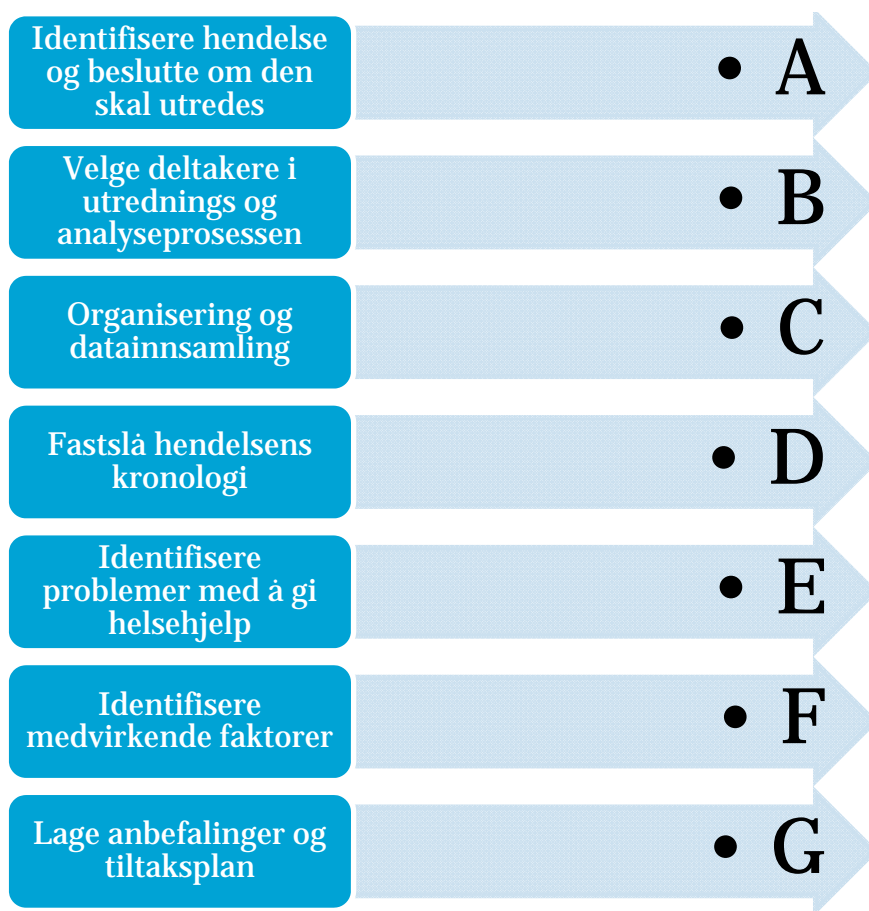 Identifisere hendelse
og beslutte om den
skal utredes
• A
Velge deltakere i
utrednings og
analyseprosessen
• B
Organisering og
datainnsamling
• C
Fastslå hendelsens
kronologi
• D
Identifisere
problemer med å gi
helsehjelp
• E
Identifisere
medvirkende faktorer
• F
Lage anbefalinger og
tiltaksplan
• G